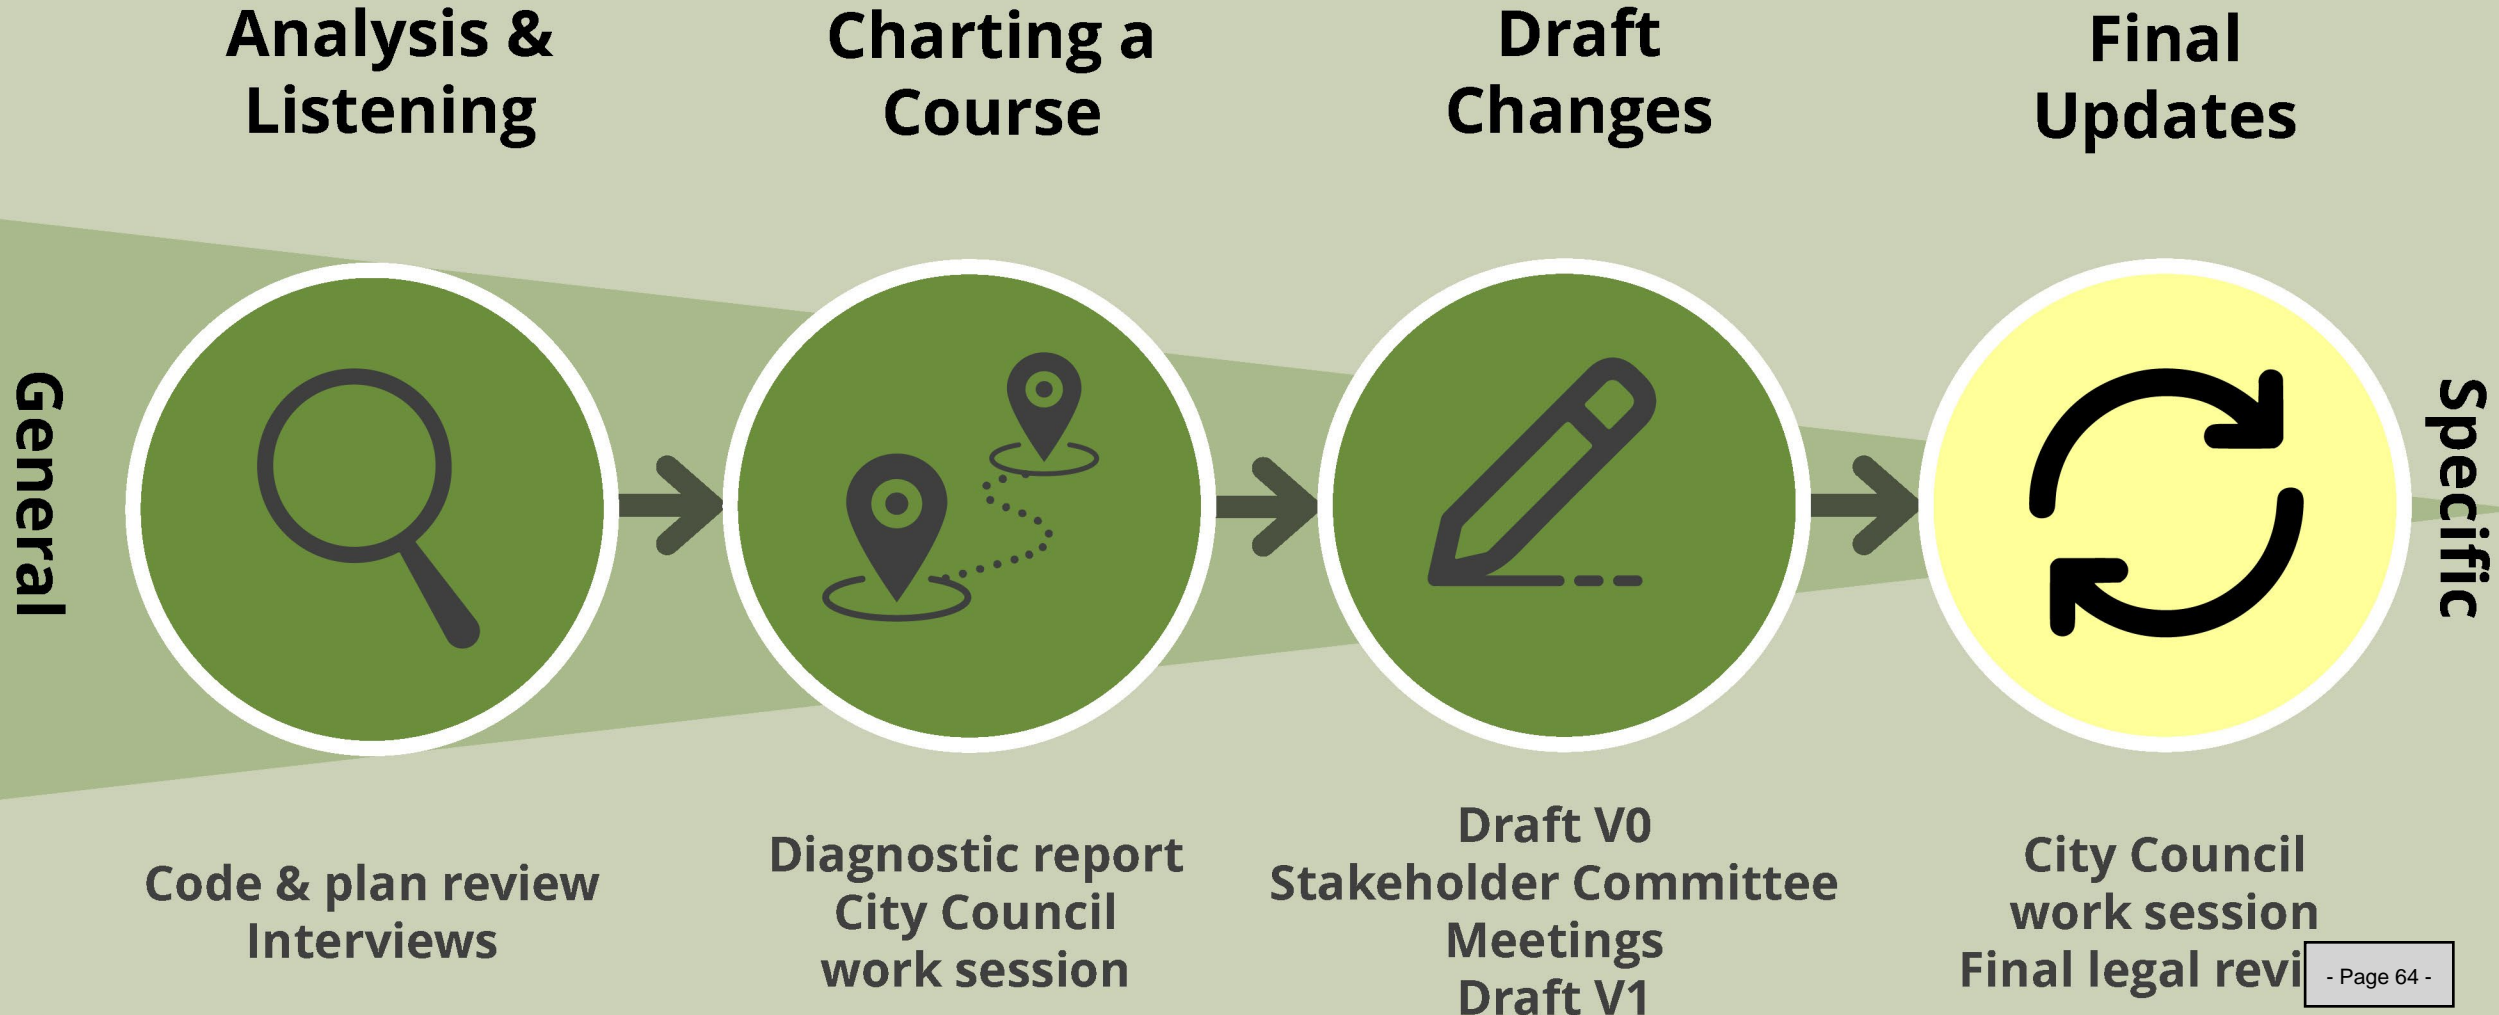 Analysis &
Listening
Charting a
Course
Draft
Changes
Final
Updates
General
Specific
Code & plan review
Interviews
Diagnostic report
City Council
work session
Draft V0
Stakeholder Committee
Meetings
Draft V1
City Council
work session
Final legal revi
- Page 64 -